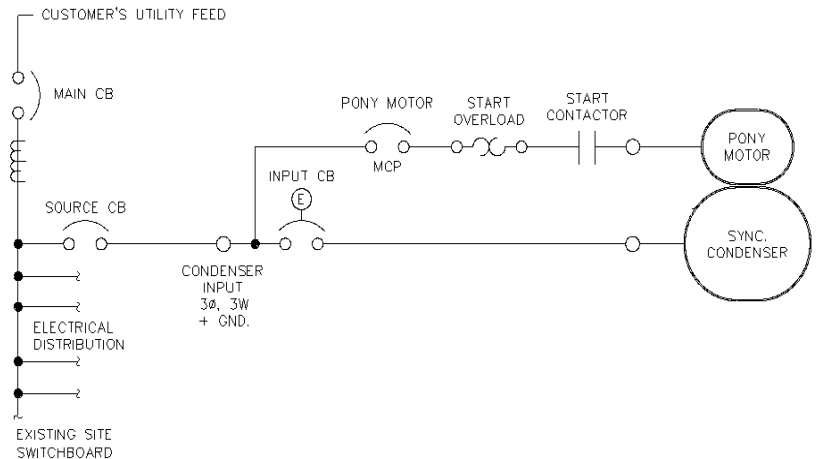 CUSTOMER'S UTILITY FEED
MAIN CB
PONY MOTOR
MCP
START
OVERLOAD
START
CONTACTOR
PONY
MOTOR
INPUT CB
E
SOURCE CB
SYNC.
CONDENSER
CONDENSER
INPUT
3ø, 3W
+ GND.
ELECTRICAL
DISTRIBUTION
EXISTING SITE
SWITCHBOARD